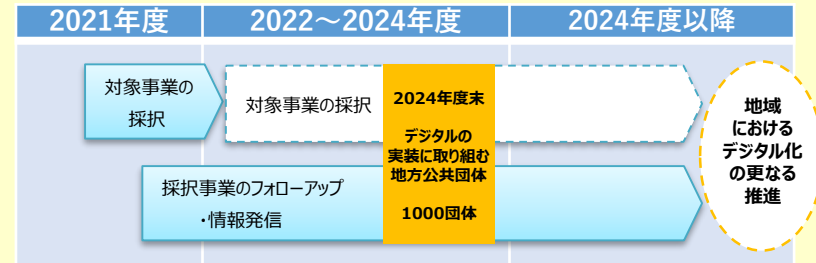 2021年度
2022～2024年度
2024年度以降
対象事業の
採択
対象事業の採択
2024年度末
デジタルの
実装に取り組む
地方公共団体
1000団体
採択事業のフォローアップ
・情報発信
地域
における
デジタル化
の更なる
推進